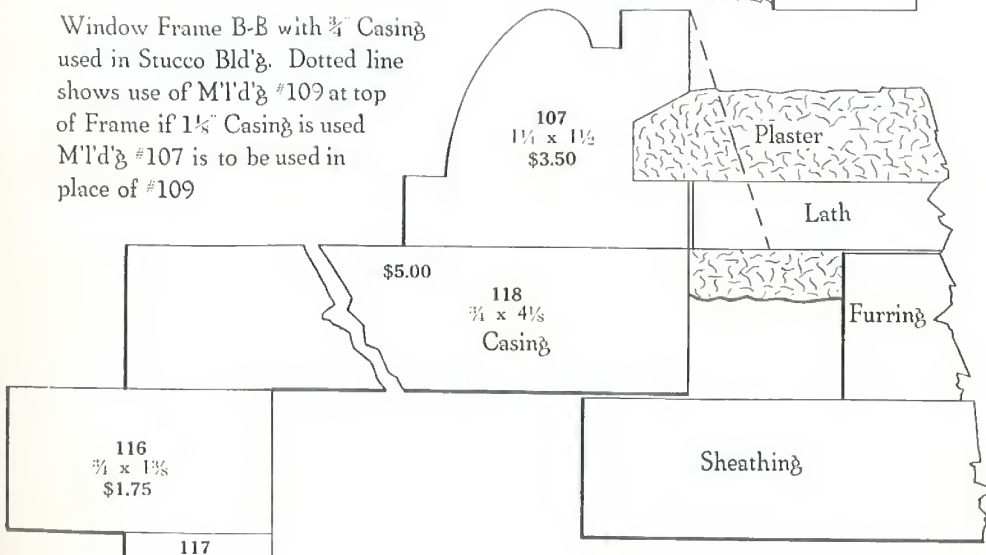 Window Frame B-B with ¾" Casing
used in Stucco Bld'g. Dotted line
shows use of M'l'd'g #109 at top
of Frame if 1⅛" Casing is used
M'l'd'g #107 is to be used in
place of #109
107
1¼ x 1½
$3.50
Plaster
Lath
$5.00
118
¾ x 4⅛
Casing
Furring
116
¾ x 1⅜
$1.75
Sheathing
117